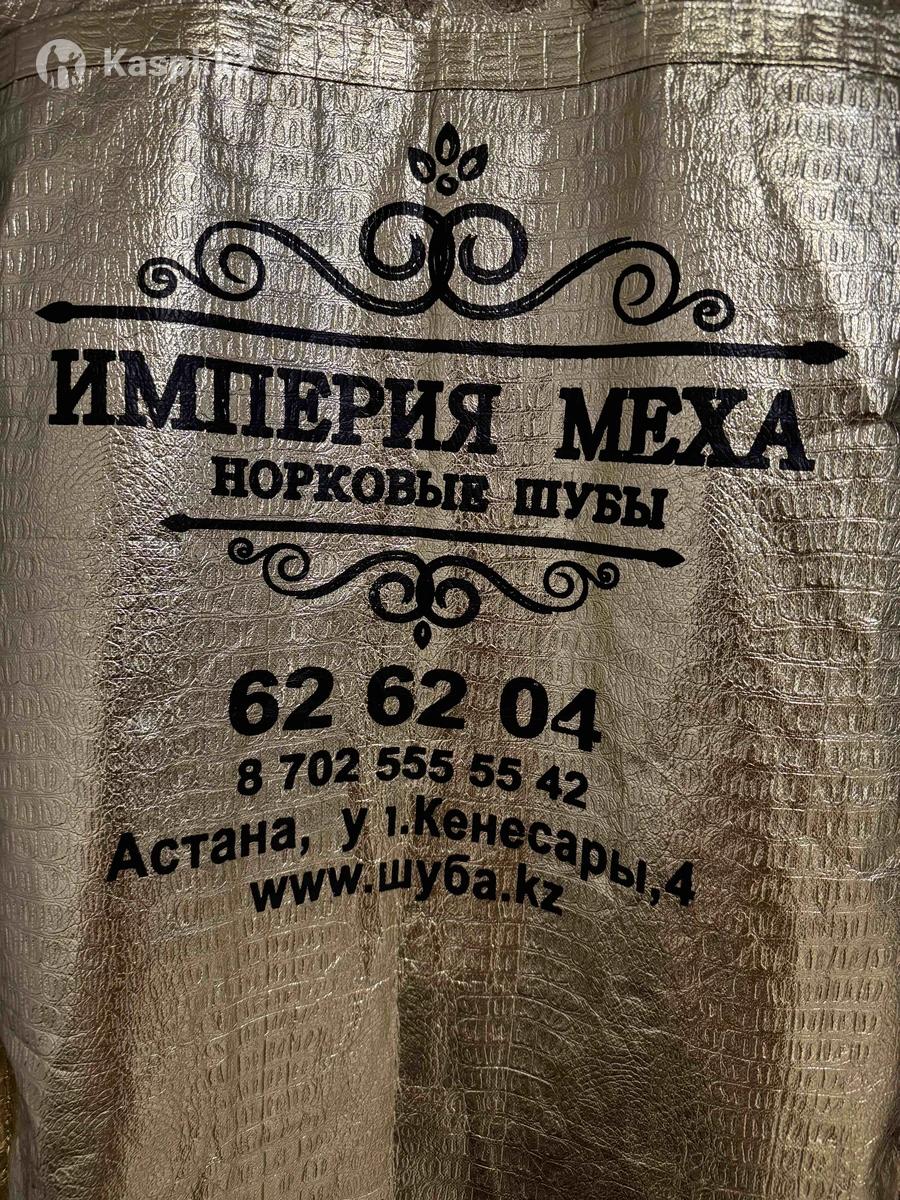 Kaspi.kz
ИМПЕРИЯ МЕХА
НОРКОВЫЕ ШУБЫ
62 62 04
8 702 555 55 42
Астана, ул.Кенесары,4
www.шуба.kz